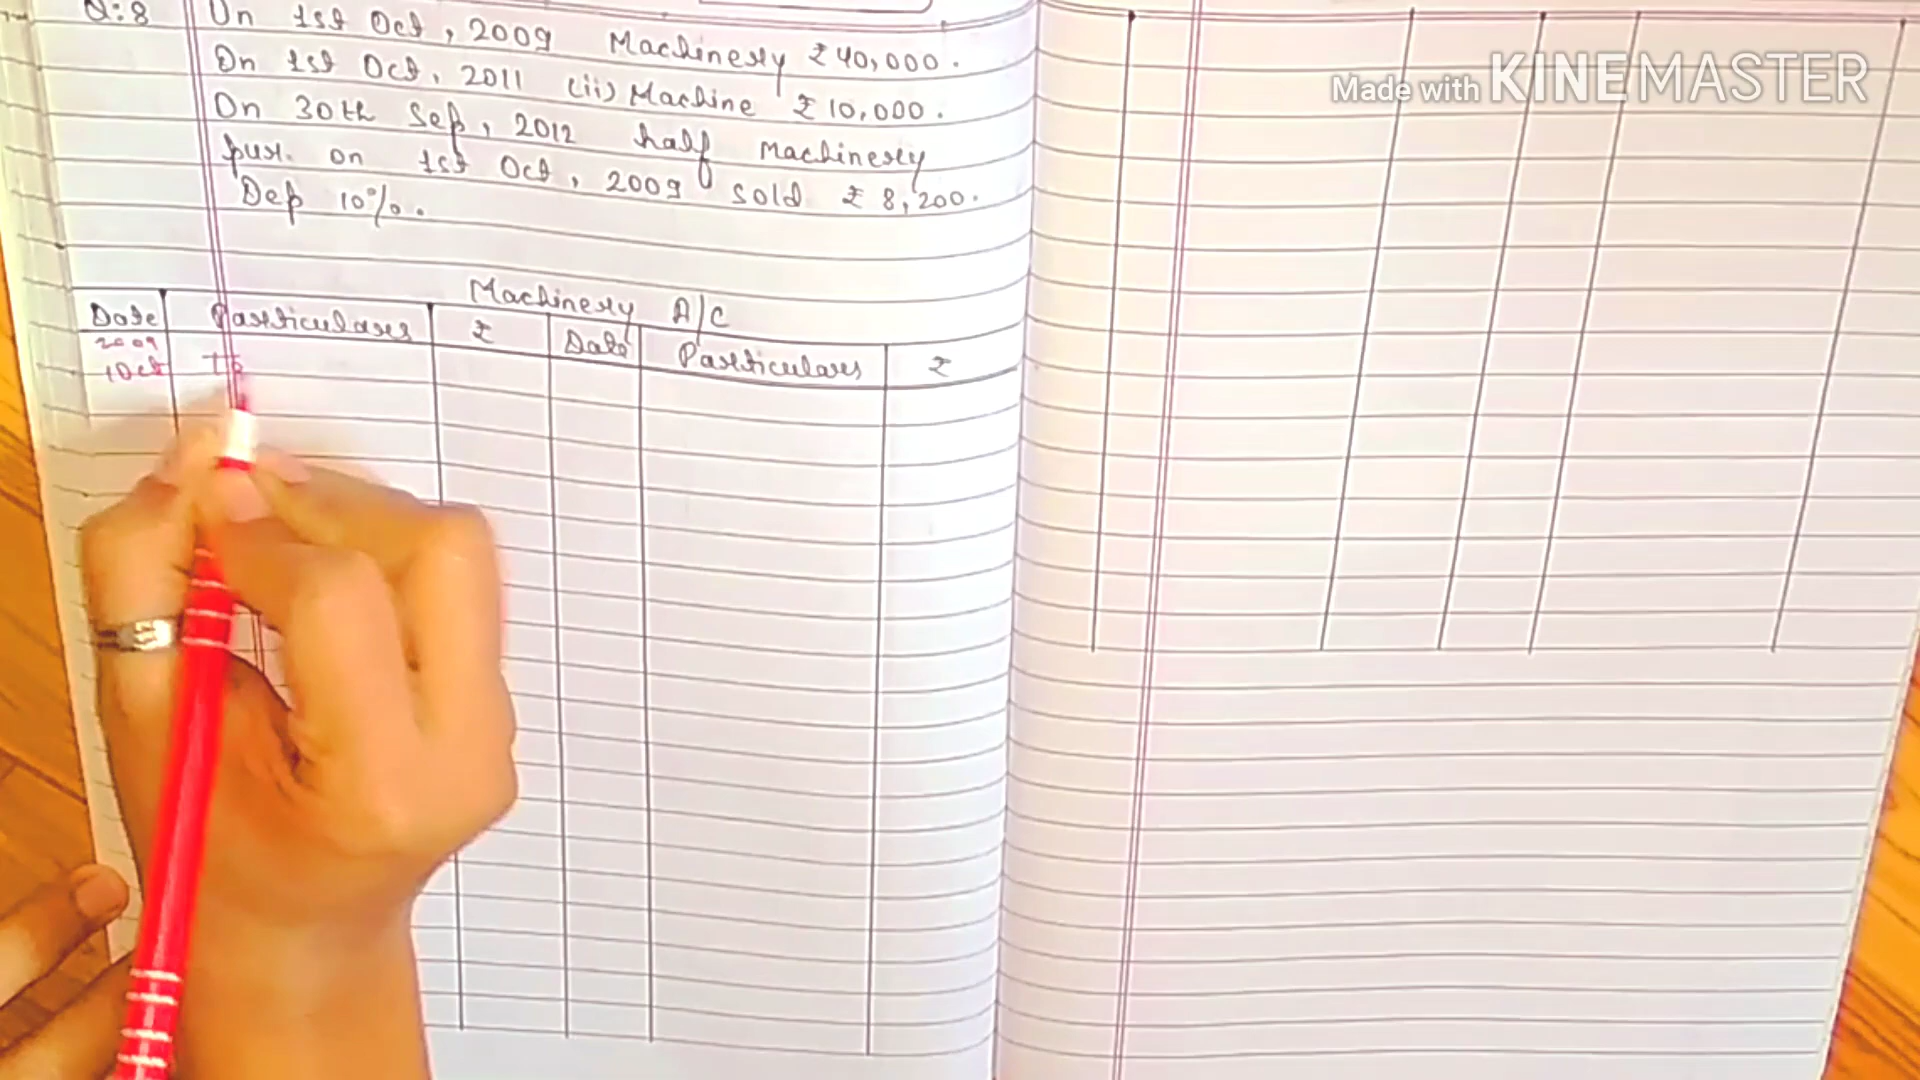 Q:8 On 1st Oct, 2009 Machinery ₹ 40,000.
On 1st Oct, 2011 (ii) Machine ₹ 10,000.
On 30th Sep, 2012 half Machinery
pur. on 1st Oct, 2009 sold ₹ 8,200.
Dep 10%.
Machinery A/C
Date Particulars ₹ Date Particulars ₹
2009
1 Oct To
Made with KINEMASTER